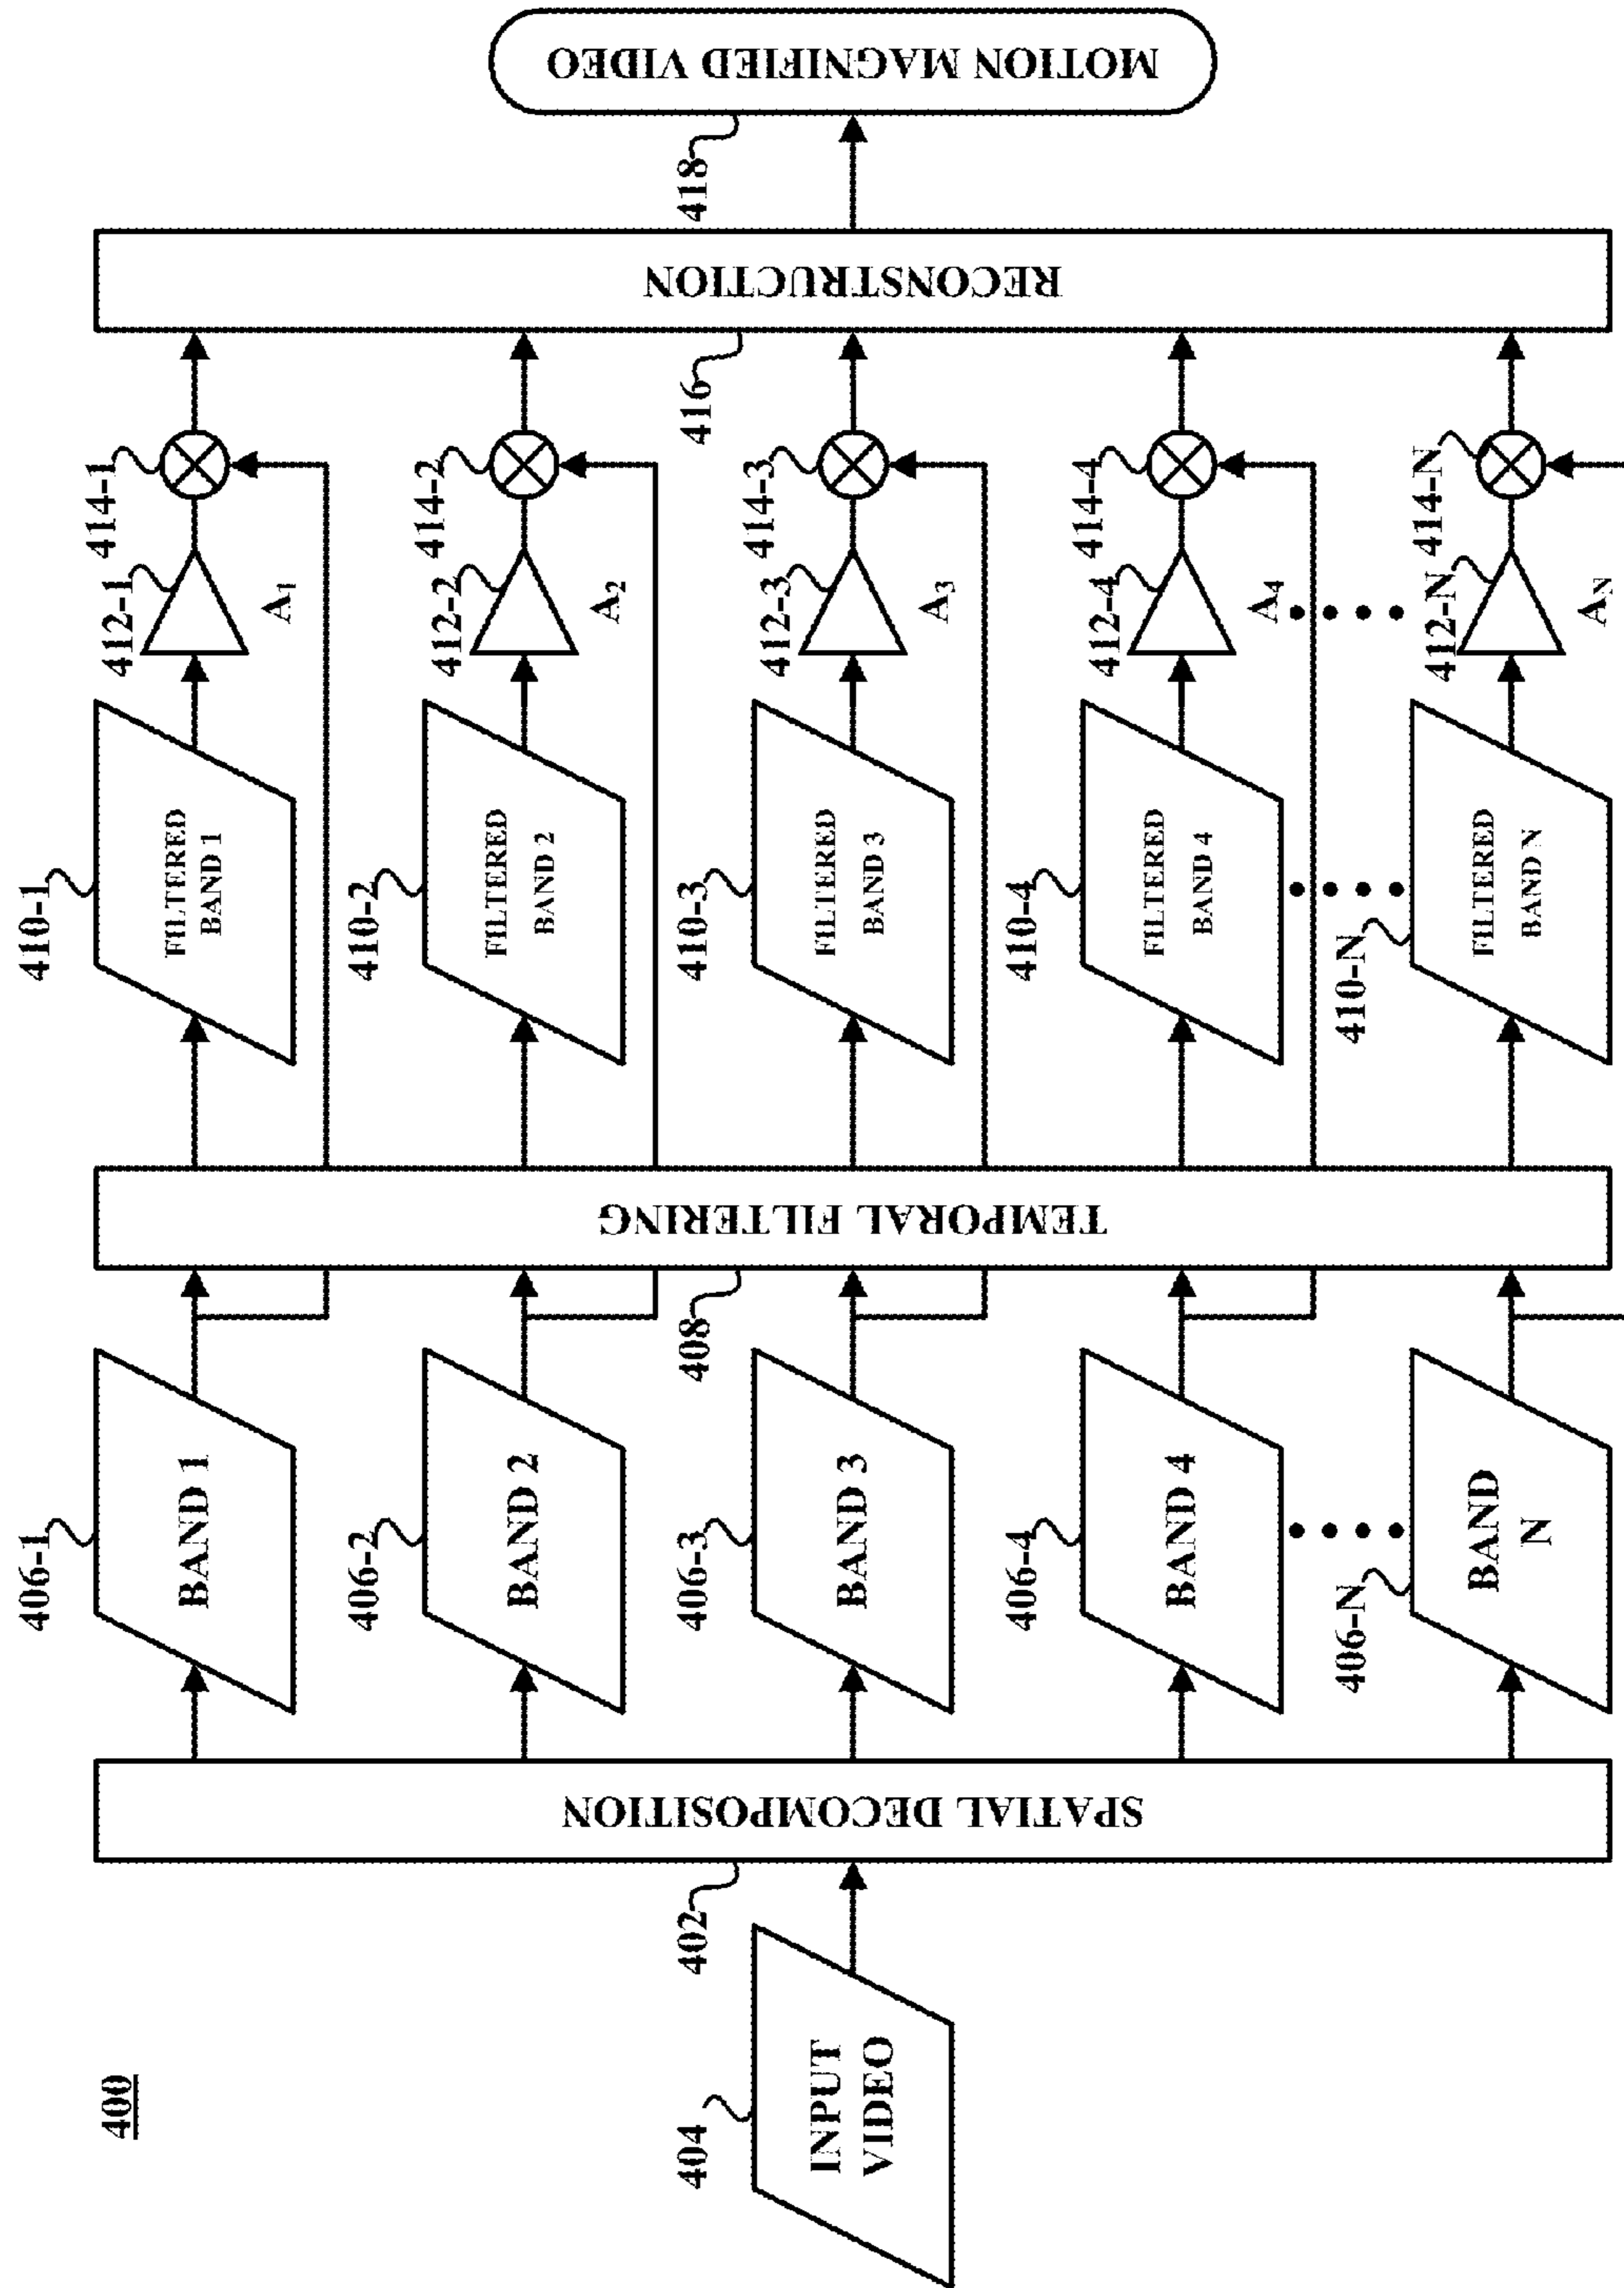 400
404
INPUT
VIDEO
402
SPATIAL DECOMPOSITION
406-1
BAND 1
406-2
BAND 2
406-3
BAND 3
406-4
BAND 4
406-N
BAND
N
408
TEMPORAL FILTERING
410-1
FILTERED
BAND 1
410-2
FILTERED
BAND 2
410-3
FILTERED
BAND 3
410-4
FILTERED
BAND 4
410-N
FILTERED
BAND N
412-1
A1
412-2
A2
412-3
A3
412-4
A4
412-N
AN
414-1
414-2
414-3
414-4
414-N
416
RECONSTRUCTION
418
MOTION MAGNIFIED VIDEO